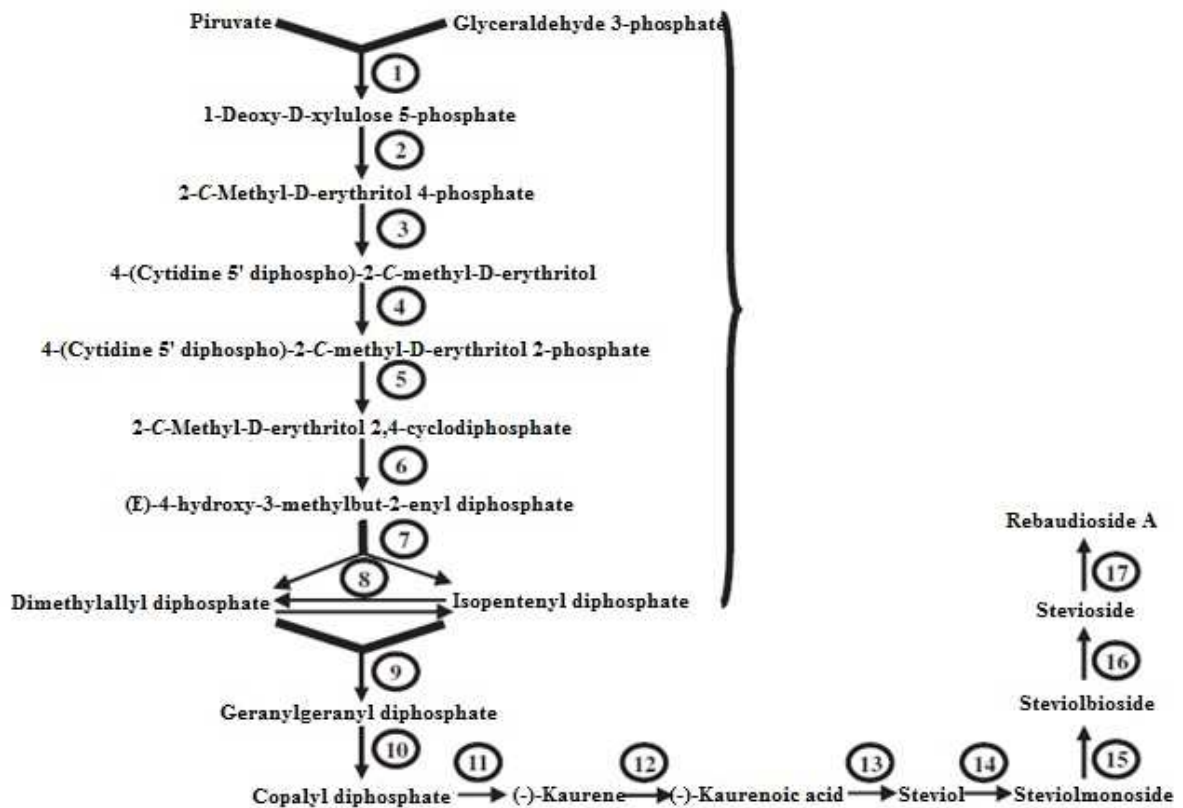 Piruvate Glyceraldehyde 3-phosphate
1
1-Deoxy-D-xylulose 5-phosphate
2
2-C-Methyl-D-erythritol 4-phosphate
3
4-(Cytidine 5' diphospho)-2-C-methyl-D-erythritol
4
4-(Cytidine 5' diphospho)-2-C-methyl-D-erythritol 2-phosphate
5
2-C-Methyl-D-erythritol 2,4-cyclodiphosphate
6
(E)-4-hydroxy-3-methylbut-2-enyl diphosphate
7
8
Dimethylallyl diphosphate Isopentenyl diphosphate
9
Geranylgeranyl diphosphate
10
Copalyl diphosphate
11
(-)-Kaurene
12
(-)-Kaurenoic acid
13
Steviol
14
Steviolmonoside
15
Steviolbioside
16
Stevioside
17
Rebaudioside A